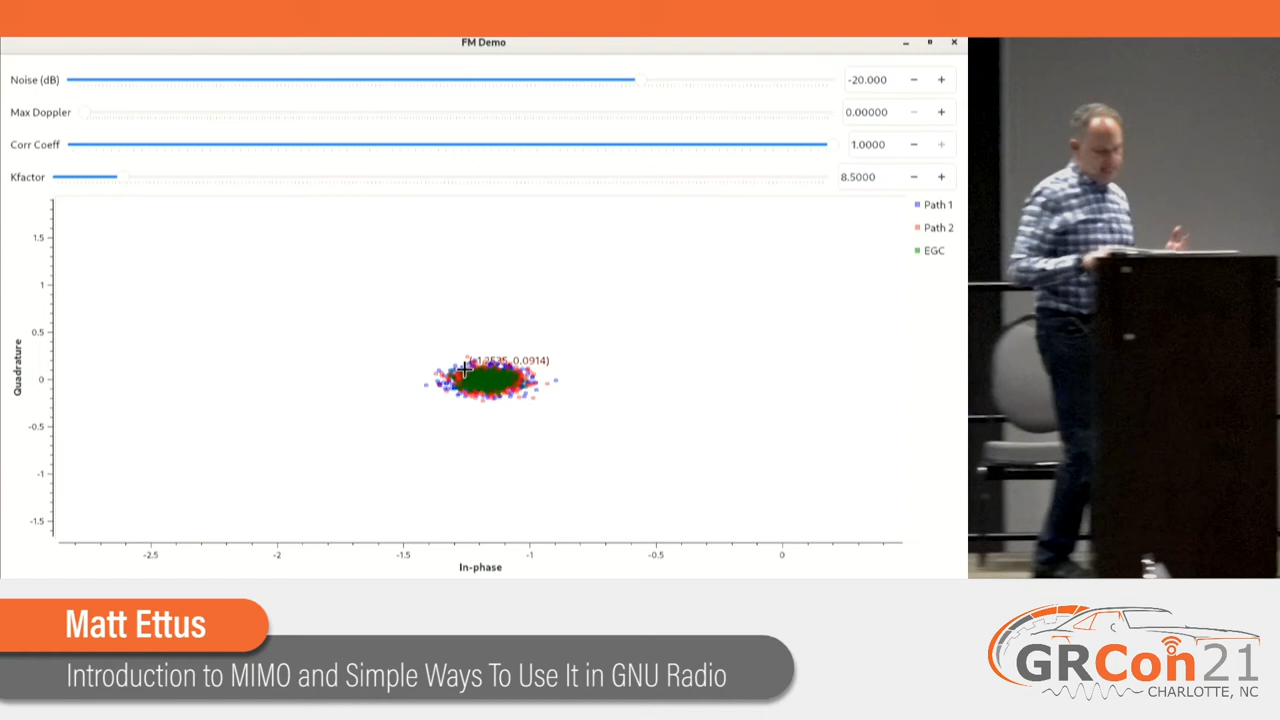 FM Demo
Noise (dB) -20.000 - +
Max Doppler 0.00000 - +
Corr Coeff 1.0000 - +
Kfactor 8.5000 - +
Path 1
Path 2
EGC
1.5
1
0.5
0
-0.5
-1
-1.5
Quadrature
-2.5 -2 -1.5 -1 -0.5 0
In-phase
Matt Ettus
Introduction to MIMO and Simple Ways To Use It in GNU Radio
GRCon21
CHARLOTTE, NC